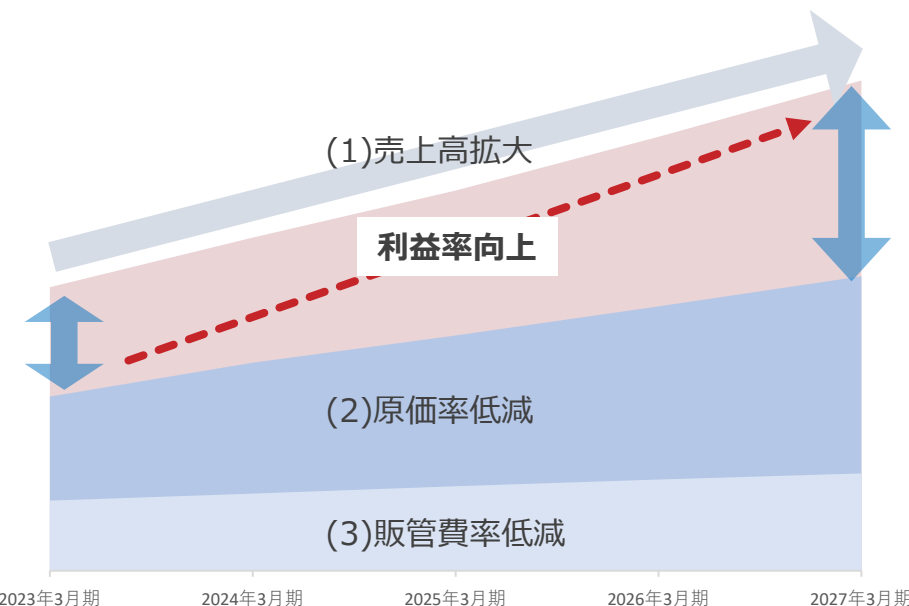 (1)売上高拡大
利益率向上
(2)原価率低減
(3)販管費率低減
2023年3月期
2024年3月期
2025年3月期
2026年3月期
2027年3月期